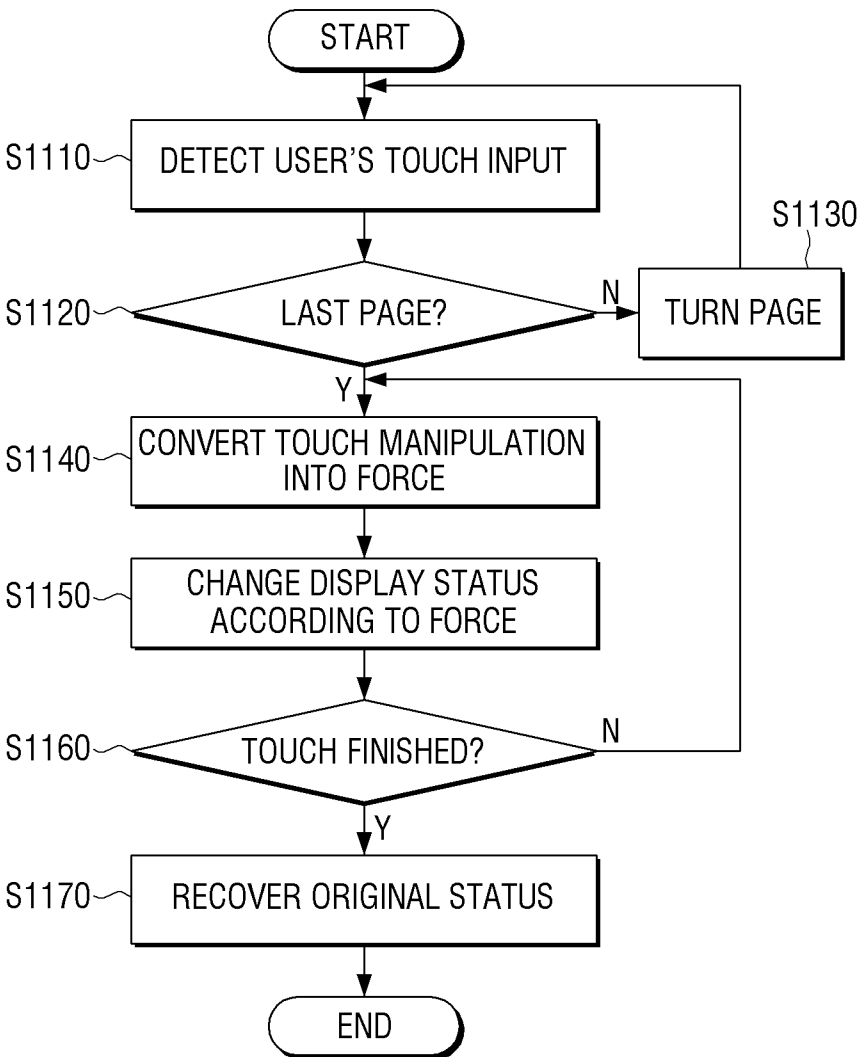 START
S1110
DETECT USER'S TOUCH INPUT
S1130
S1120
LAST PAGE?
N
TURN PAGE
Y
S1140
CONVERT TOUCH MANIPULATION
INTO FORCE
S1150
CHANGE DISPLAY STATUS
ACCORDING TO FORCE
S1160
TOUCH FINISHED?
N
Y
S1170
RECOVER ORIGINAL STATUS
END